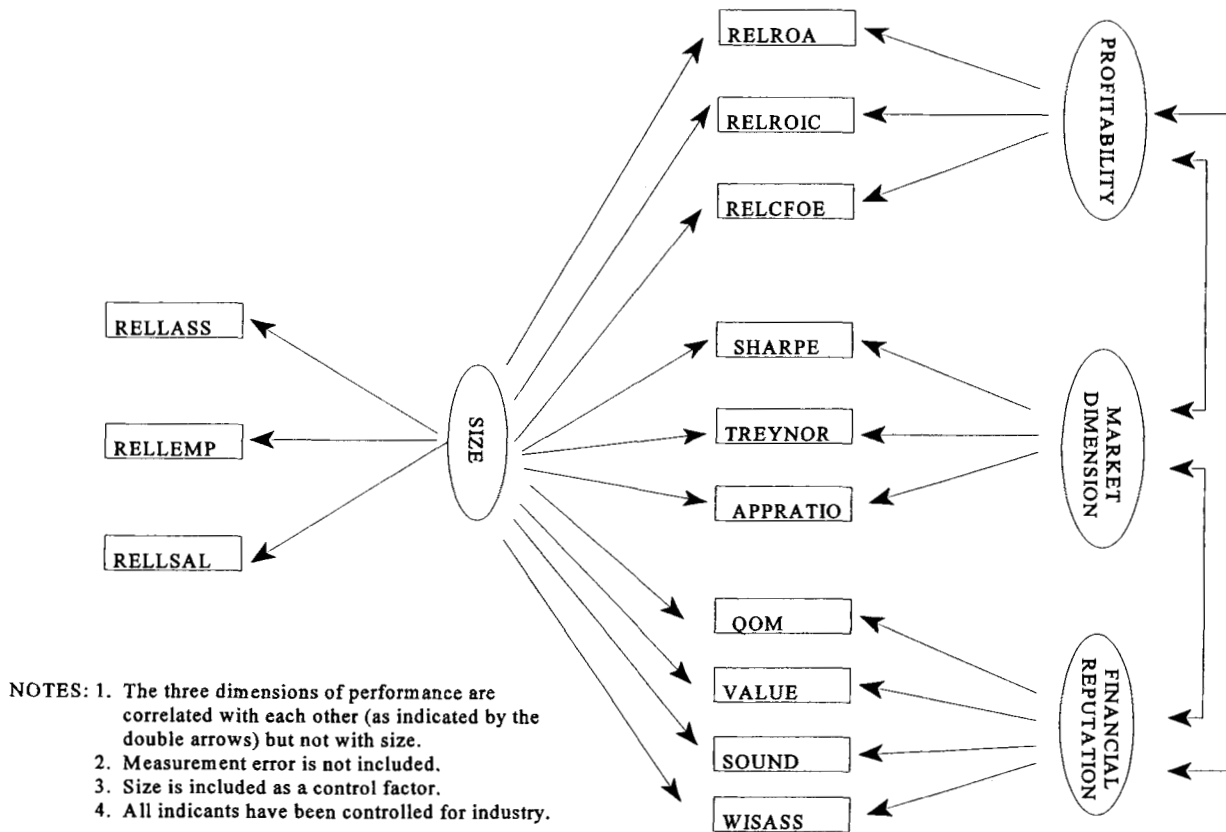 RELROA
RELROIC
RELCFOE
PROFITABILITY
RELLASS
RELLEMP
RELLSAL
SIZE
SHARPE
TREYNOR
APPRATIO
MARKET
DIMENSION
QOM
VALUE
SOUND
WISASS
FINANCIAL
REPUTATION
NOTES: 1. The three dimensions of performance are
correlated with each other (as indicated by the
double arrows) but not with size.
2. Measurement error is not included.
3. Size is included as a control factor.
4. All indicants have been controlled for industry.